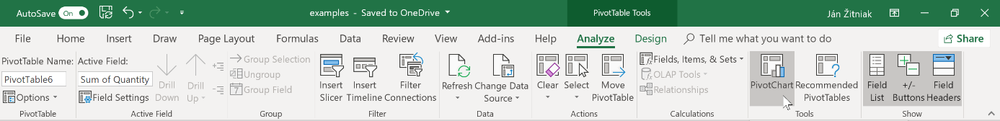 AutoSave On examples - Saved to OneDrive PivotTable Tools Ján Žitniak
File Home Insert Draw Page Layout Formulas Data Review View Add-ins Help Analyze Design Tell me what you want to do Share
PivotTable Name:
PivotTable6
Options
PivotTable
Active Field:
Sum of Quantity
Field Settings
Drill Down
Drill Up
Active Field
Group Selection
Ungroup
7 Group Field
Group
Insert Slicer
Insert Timeline
Filter Connections
Filter
Refresh
Change Data Source
Data
Clear
Select
Move PivotTable
Actions
Fields, Items, & Sets
OLAP Tools
Relationships
Calculations
PivotChart
Recommended PivotTables
Tools
Field List
+/- Buttons
Field Headers
Show